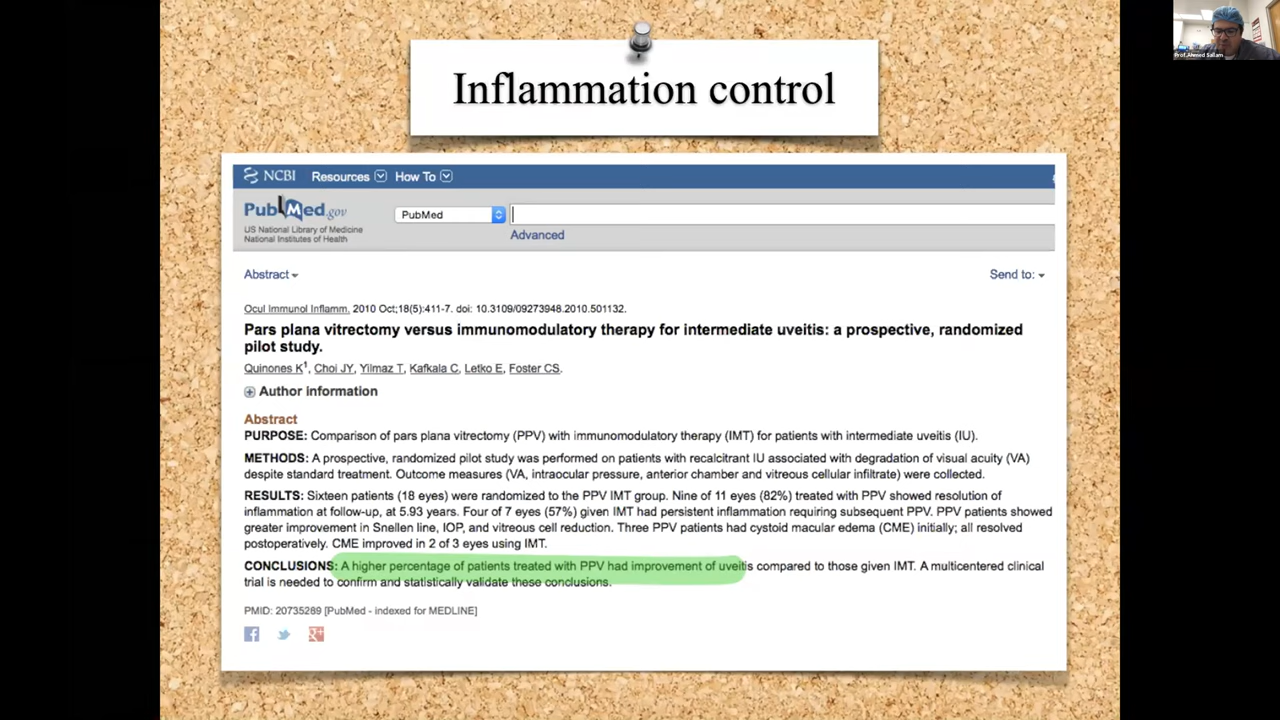 Prof.Ahmed Sallam
Inflammation control
NCBI Resources How To
PubMed.gov
US National Library of Medicine
National Institutes of Health
PubMed
Advanced
Abstract
Send to:
Ocul Immunol Inflamm. 2010 Oct;18(5):411-7. doi: 10.3109/09273948.2010.501132.
Pars plana vitrectomy versus immunomodulatory therapy for intermediate uveitis: a prospective, randomized
pilot study.
Quinones K1, Choi JY, Yilmaz T, Kafkala C, Letko E, Foster CS.
Author information
Abstract
PURPOSE: Comparison of pars plana vitrectomy (PPV) with immunomodulatory therapy (IMT) for patients with intermediate uveitis (IU).
METHODS: A prospective, randomized pilot study was performed on patients with recalcitrant IU associated with degradation of visual acuity (VA)
despite standard treatment. Outcome measures (VA, intraocular pressure, anterior chamber and vitreous cellular infiltrate) were collected.
RESULTS: Sixteen patients (18 eyes) were randomized to the PPV IMT group. Nine of 11 eyes (82%) treated with PPV showed resolution of
inflammation at follow-up, at 5.93 years. Four of 7 eyes (57%) given IMT had persistent inflammation requiring subsequent PPV. PPV patients showed
greater improvement in Snellen line, IOP, and vitreous cell reduction. Three PPV patients had cystoid macular edema (CME) initially; all resolved
postoperatively. CME improved in 2 of 3 eyes using IMT.
CONCLUSIONS: A higher percentage of patients treated with PPV had improvement of uveitis compared to those given IMT. A multicentered clinical
trial is needed to confirm and statistically validate these conclusions.
PMID: 20735289 [PubMed - indexed for MEDLINE]